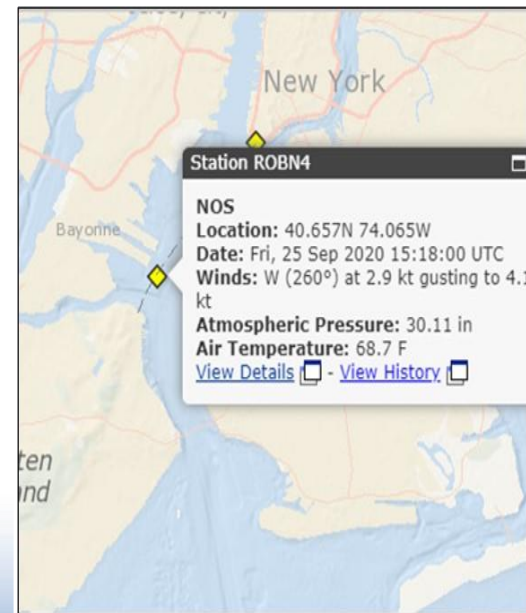 New York
Station ROBN4
Bayonne
NOS
Location: 40.657N 74.065W
Date: Fri, 25 Sep 2020 15:18:00 UTC
Winds: W (260°) at 2.9 kt gusting to 4.1
kt
Atmospheric Pressure: 30.11 in
Air Temperature: 68.7 F
View Details - View History